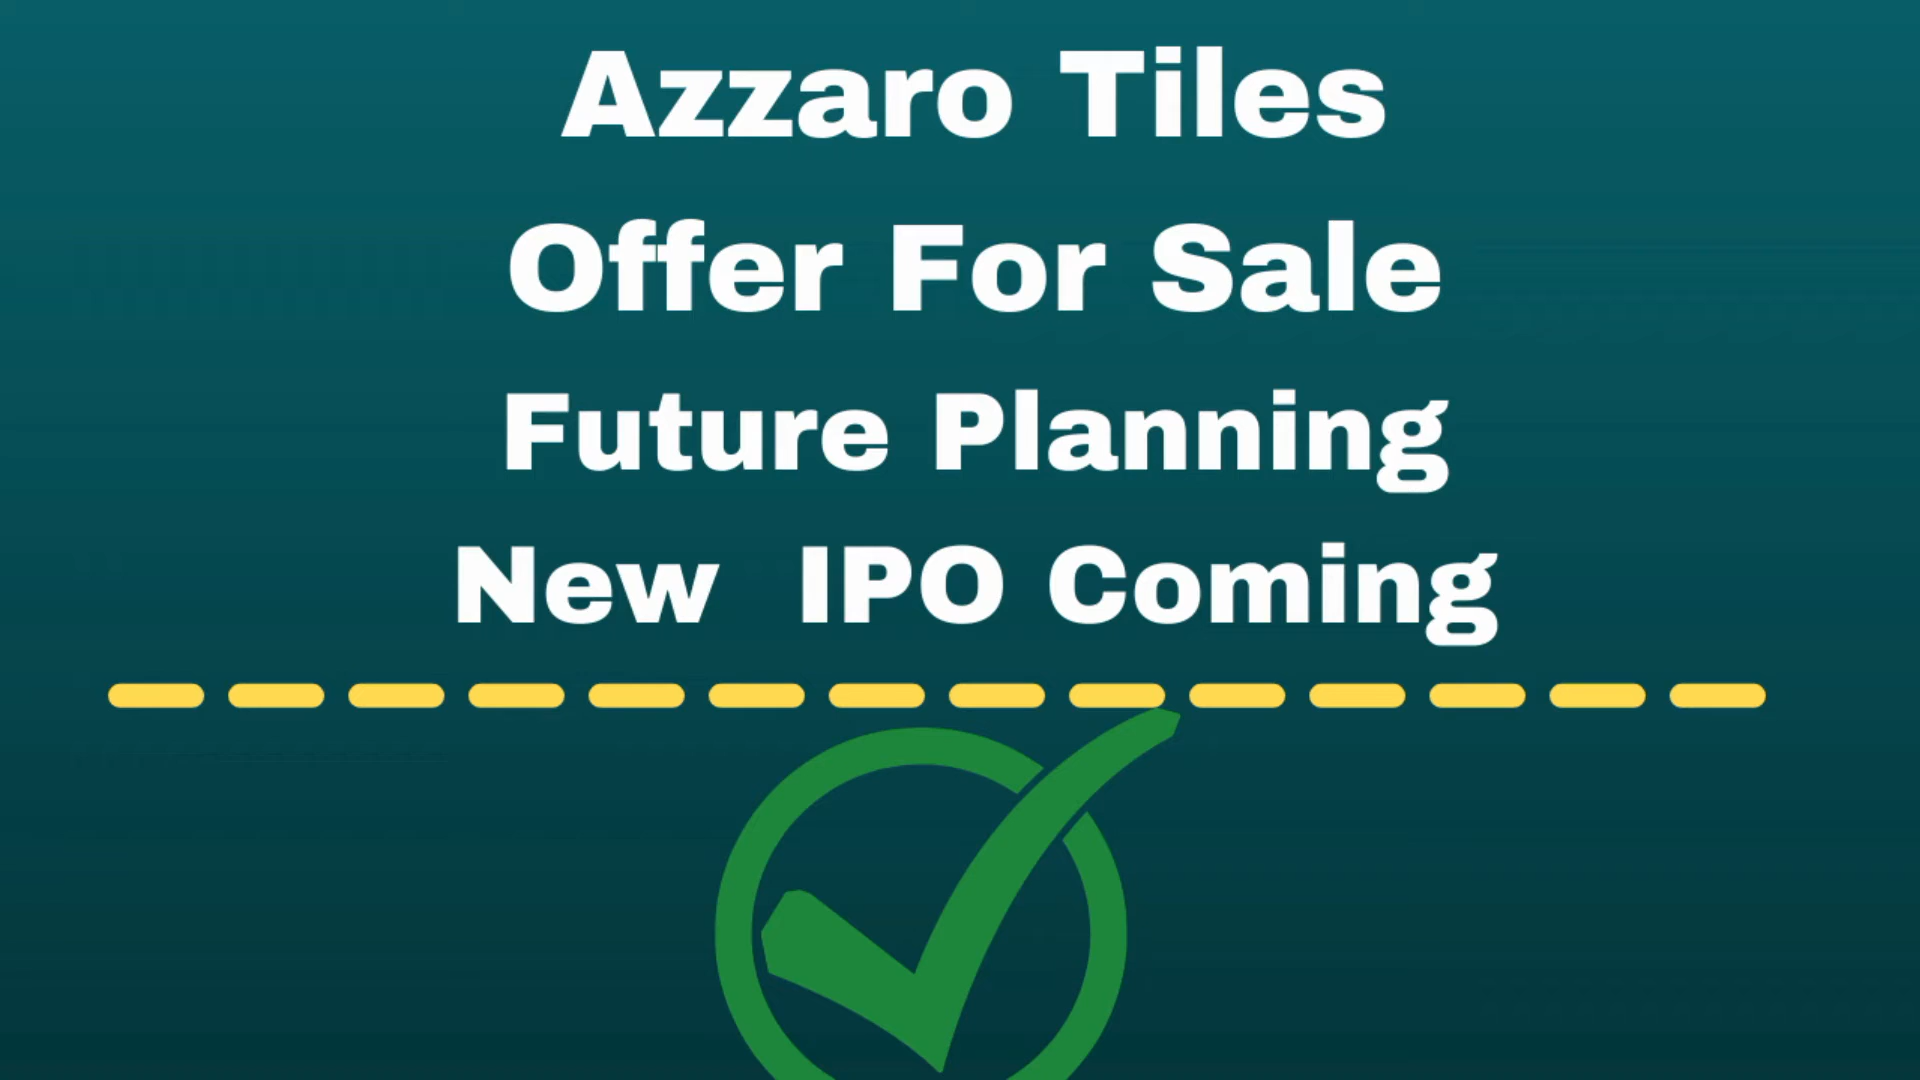 Azzaro Tiles
Offer For Sale
Future Planning
New IPO Coming